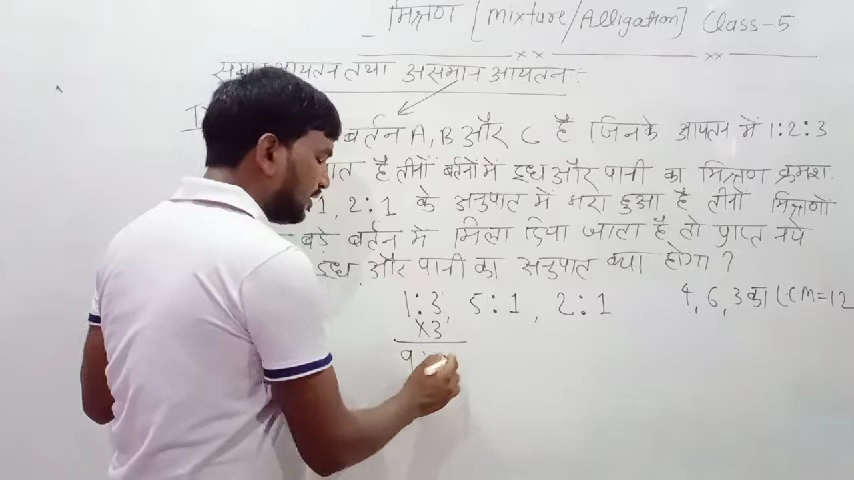 मिश्रण [Mixture/Alligation] Class-5
समान आयतन तथा असमान आयतन :-
बर्तन A, B और C है जिनके आयतन में 1:2:3
है तीनों बर्तनों में दूध और पानी का मिश्रण क्रमशः
1, 2:1 के अनुपात में भरा हुआ है तीनों मिश्रणों
बड़े बर्तन में मिला दिया जाता है तो प्राप्त नये
दूध और पानी का अनुपात क्या होगा ?
1:3, 5:1, 2:1 4, 6, 3 का LCM=12
×3
9